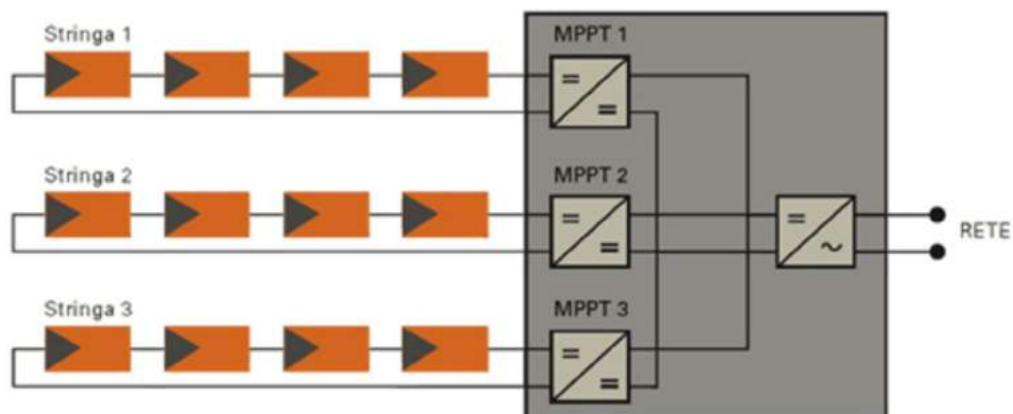 Stringa 1
MPPT 1
Stringa 2
MPPT 2
RETE
Stringa 3
MPPT 3